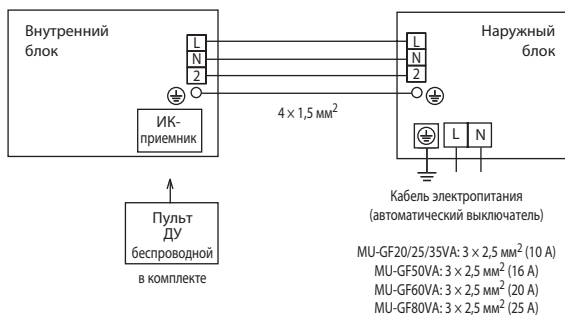 Внутренний
блок
L
N
2
ИК-
приемник
Пульт
ДУ
беспроводной
в комплекте
4 × 1,5 мм²
Наружный
блок
L
N
2
L N
Кабель электропитания
(автоматический выключатель)
MU-GF20/25/35VA: 3 × 2,5 мм² (10 А)
MU-GF50VA: 3 × 2,5 мм² (16 А)
MU-GF60VA: 3 × 2,5 мм² (20 А)
MU-GF80VA: 3 × 2,5 мм² (25 А)